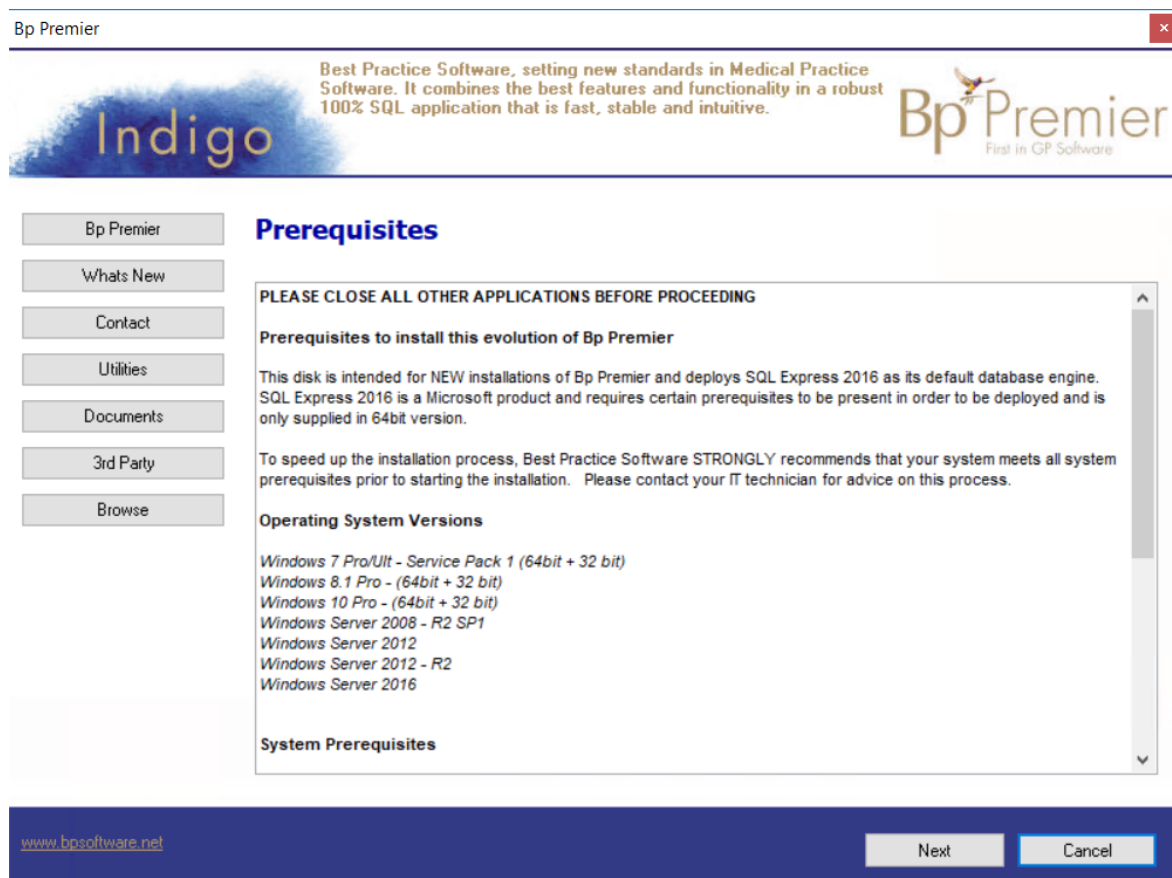 Bp Premier
Indigo
Best Practice Software, setting new standards in Medical Practice
Software. It combines the best features and functionality in a robust
100% SQL application that is fast, stable and intuitive.
Bp Premier
First in GP Software
Bp Premier
Whats New
Contact
Utilities
Documents
3rd Party
Browse
Prerequisites
PLEASE CLOSE ALL OTHER APPLICATIONS BEFORE PROCEEDING
Prerequisites to install this evolution of Bp Premier
This disk is intended for NEW installations of Bp Premier and deploys SQL Express 2016 as its default database engine.
SQL Express 2016 is a Microsoft product and requires certain prerequisites to be present in order to be deployed and is
only supplied in 64bit version.
To speed up the installation process, Best Practice Software STRONGLY recommends that your system meets all system
prerequisites prior to starting the installation. Please contact your IT technician for advice on this process.
Operating System Versions
Windows 7 Pro/Ult - Service Pack 1 (64bit + 32 bit)
Windows 8.1 Pro - (64bit + 32 bit)
Windows 10 Pro - (64bit + 32 bit)
Windows Server 2008 - R2 SP1
Windows Server 2012
Windows Server 2012 - R2
Windows Server 2016
System Prerequisites
www.bpsoftware.net
Next
Cancel